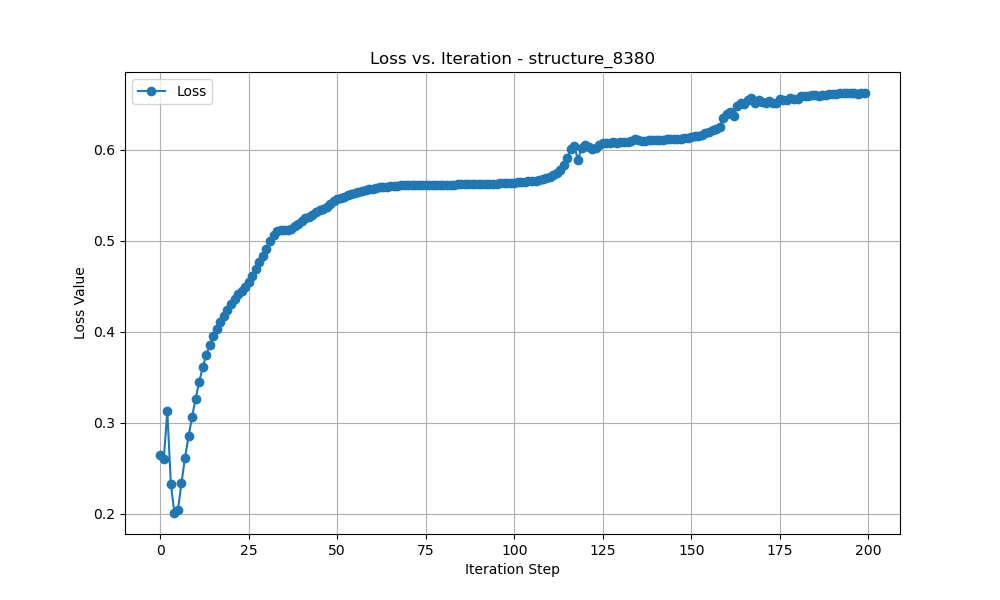 Loss vs. Iteration - structure_8380
Loss
Loss Value
0.6
0.5
0.4
0.3
0.2
0 25 50 75 100 125 150 175 200
Iteration Step